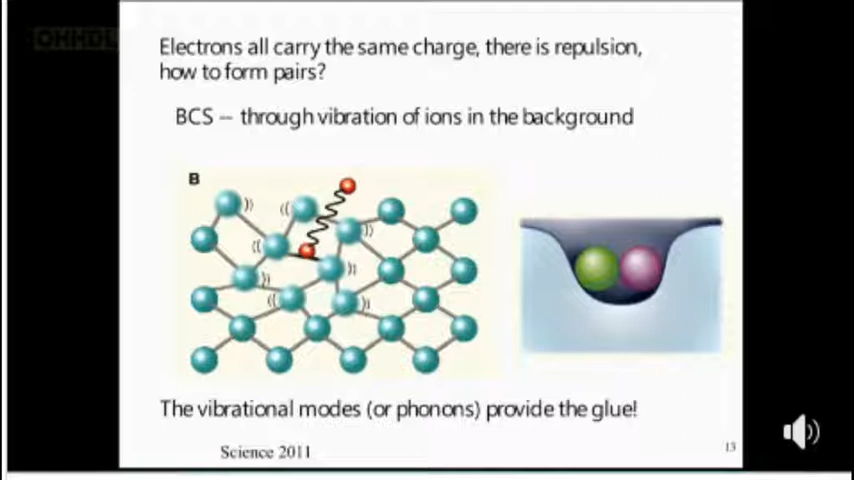 Electrons all carry the same charge, there is repulsion,
how to form pairs?
BCS – through vibration of ions in the background
B
The vibrational modes (or phonons) provide the glue!
Science 2011
13